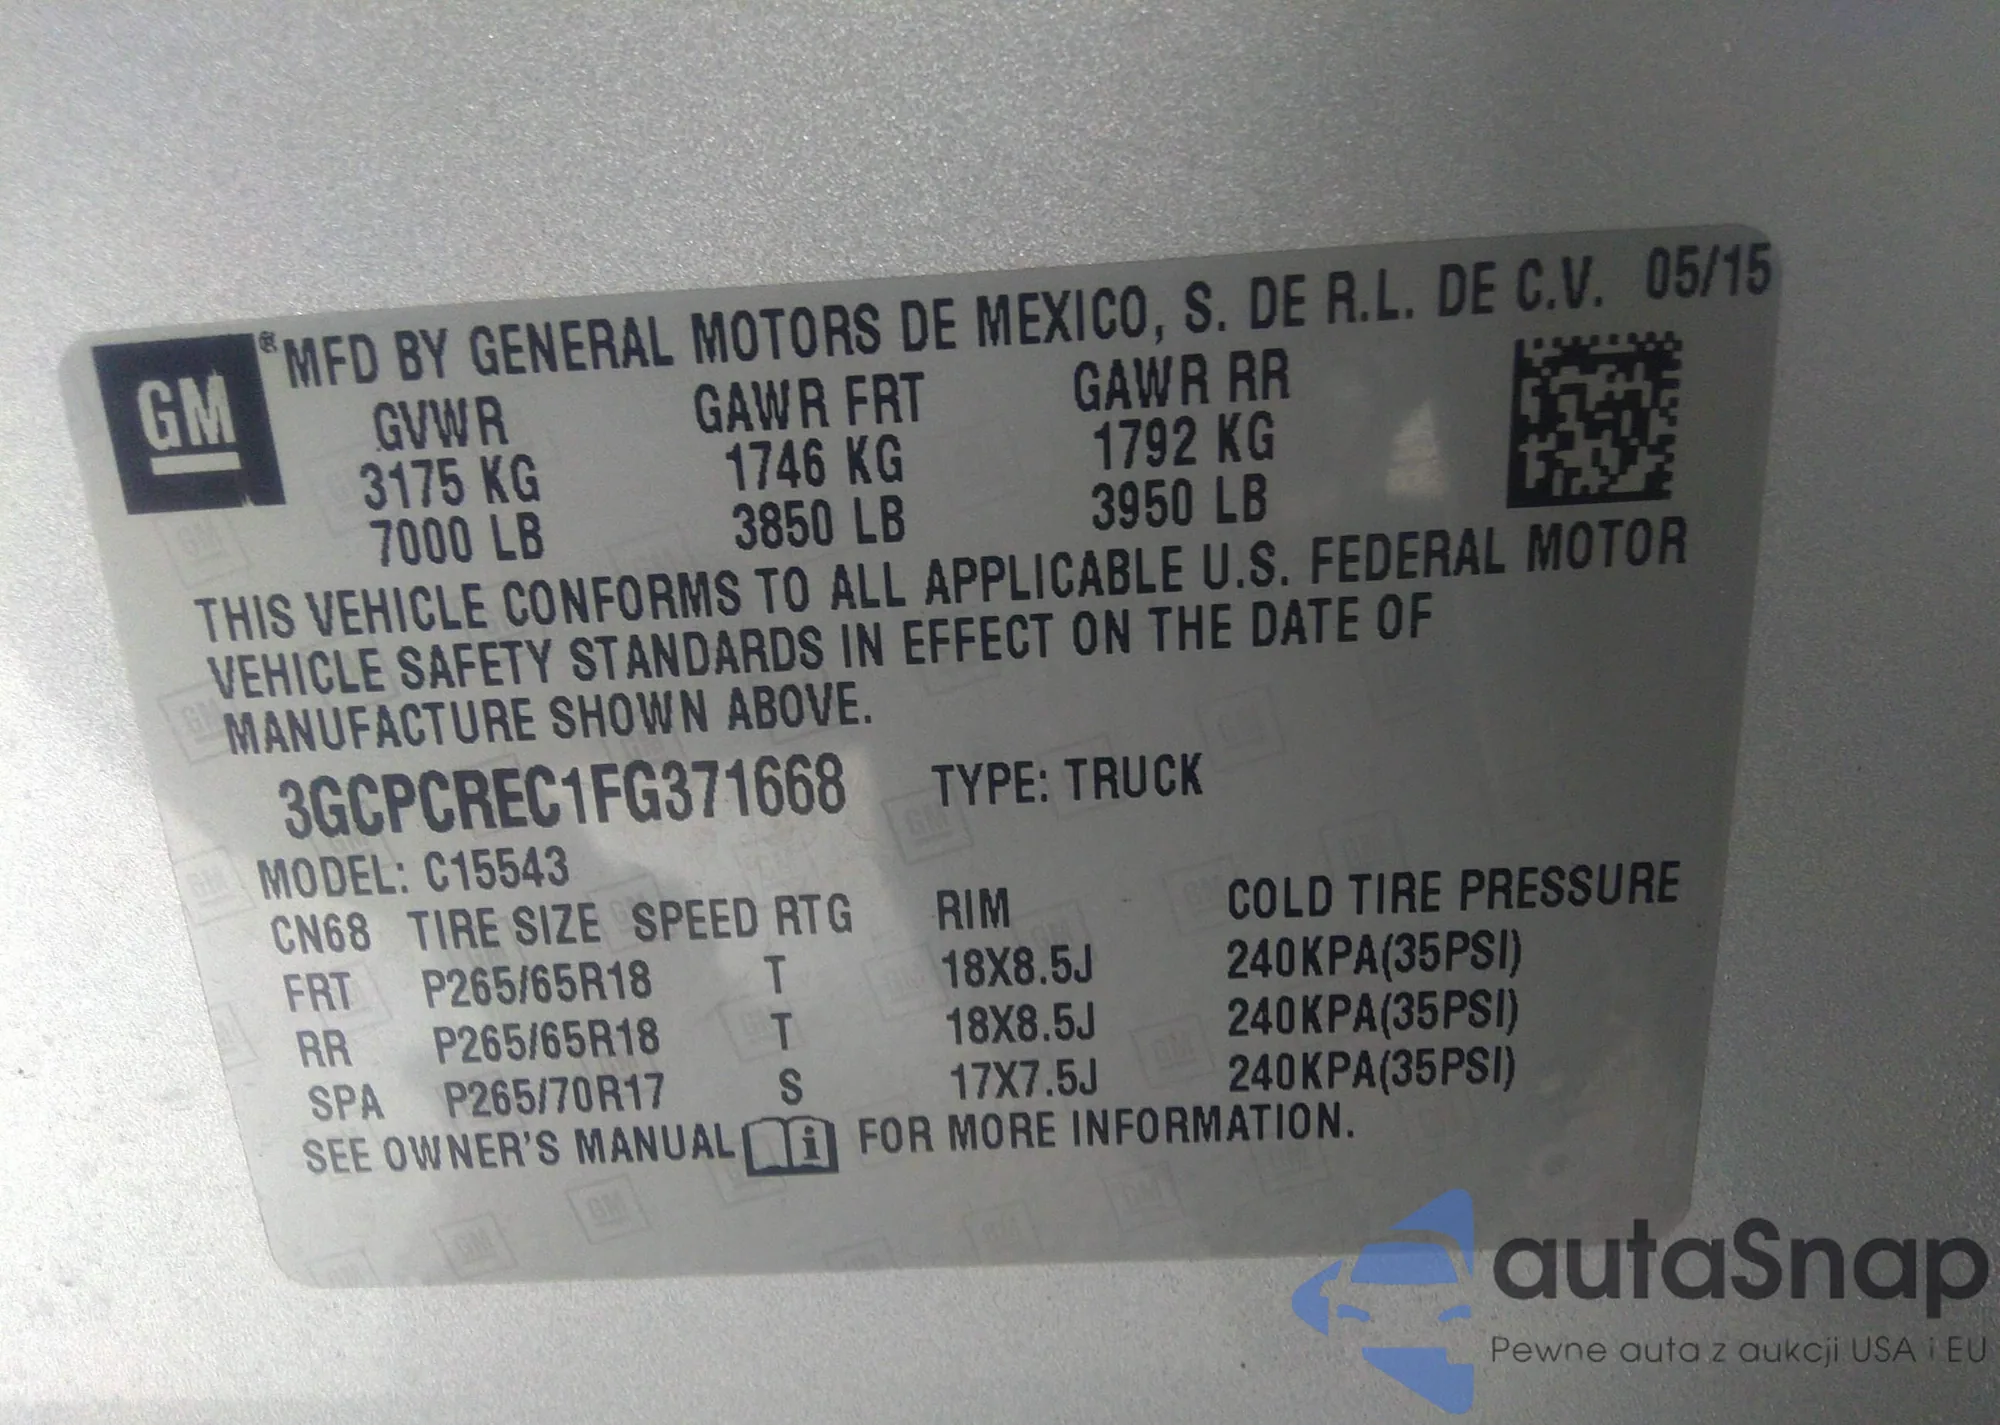 GM
® MFD BY GENERAL MOTORS DE MEXICO, S. DE R.L. DE C.V. 05/15
GVWR GAWR FRT GAWR RR
3175 KG 1746 KG 1792 KG
7000 LB 3850 LB 3950 LB
THIS VEHICLE CONFORMS TO ALL APPLICABLE U.S. FEDERAL MOTOR
VEHICLE SAFETY STANDARDS IN EFFECT ON THE DATE OF
MANUFACTURE SHOWN ABOVE.
3GCPCREC1FG371668 TYPE: TRUCK
MODEL: C15543
CN68 TIRE SIZE SPEED RTG RIM COLD TIRE PRESSURE
FRT P265/65R18 T 18X8.5J 240KPA(35PSI)
RR P265/65R18 T 18X8.5J 240KPA(35PSI)
SPA P265/70R17 S 17X7.5J 240KPA(35PSI)
SEE OWNER'S MANUAL i FOR MORE INFORMATION.
autaSnap
Pewne auta z aukcji USA i EU